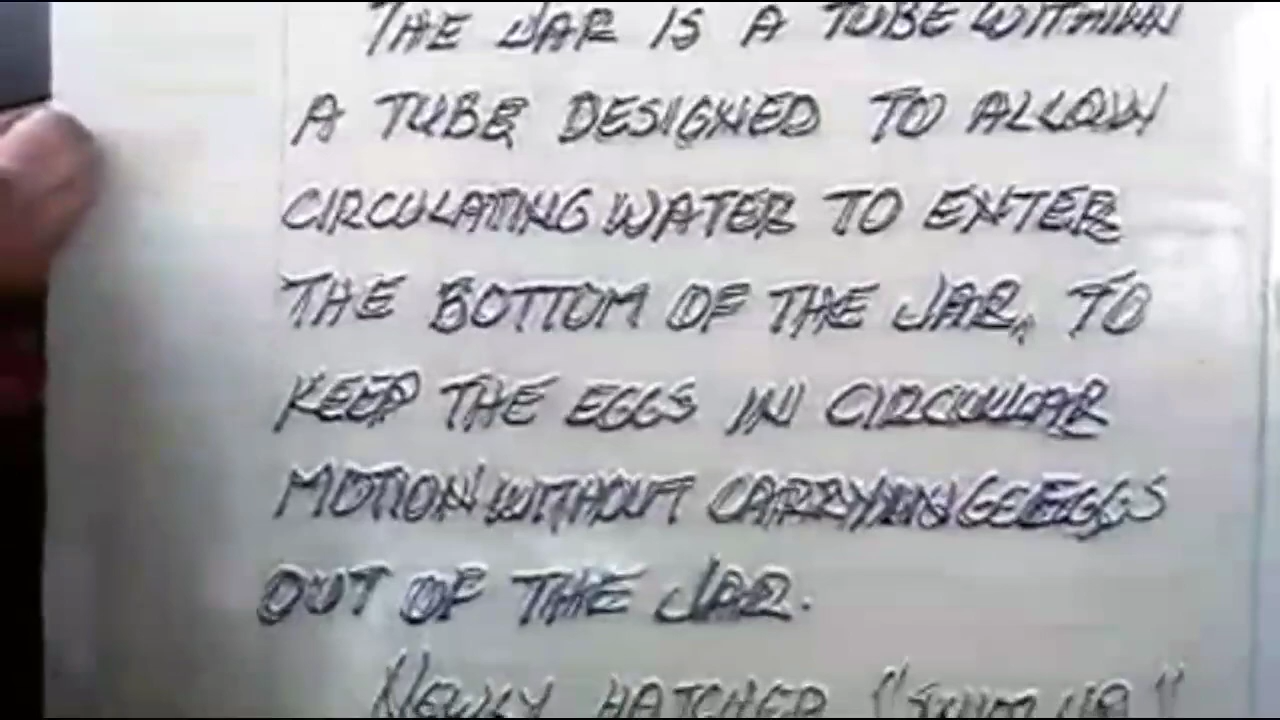 THE JAR IS A TUBE WITHIN
A TUBE DESIGNED TO ALLOW
CIRCULATING WATER TO ENTER
THE BOTTOM OF THE JAR, TO
KEEP THE EGGS IN CIRCULAR
MOTION WITHOUT CARRYING EGGS
OUT OF THE JAR.
NEWLY HATCHED